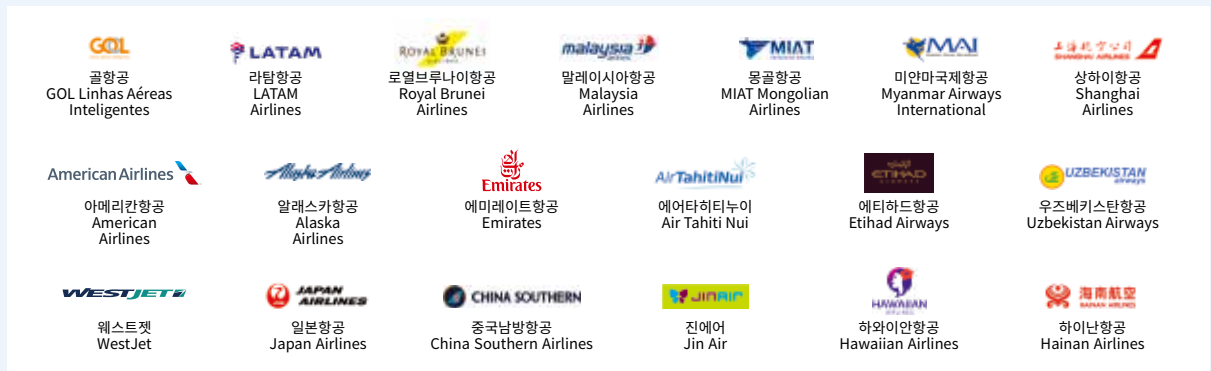 GOL
LATAM
ROYAL BRUNEI
malaysia
MIAT
MAI
上海航空公司
SHANGHAI AIRLINES
골항공
GOL Linhas Aéreas
Inteligentes
라탐항공
LATAM
Airlines
로열브루나이항공
Royal Brunei
Airlines
말레이시아항공
Malaysia
Airlines
몽골항공
MIAT Mongolian
Airlines
미얀마국제항공
Myanmar Airways
International
상하이항공
Shanghai
Airlines
American Airlines
Alaska Airlines
Emirates
Air Tahiti Nui
ETIHAD
AIRWAYS
UZBEKISTAN
airways
아메리칸항공
American
Airlines
알래스카항공
Alaska
Airlines
에미레이트항공
Emirates
에어타히티누이
Air Tahiti Nui
에티하드항공
Etihad Airways
우즈베키스탄항공
Uzbekistan Airways
WESTJET
JAPAN
AIRLINES
CHINA SOUTHERN
JINAIR
HAWAIIAN
AIRLINES
海南航空
HAINAN AIRLINES
웨스트젯
WestJet
일본항공
Japan Airlines
중국남방항공
China Southern Airlines
진에어
Jin Air
하와이안항공
Hawaiian Airlines
하이난항공
Hainan Airlines